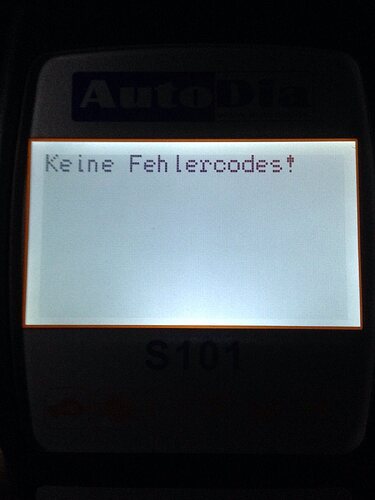 AutoDia
Keine Fehlercodes!
S101